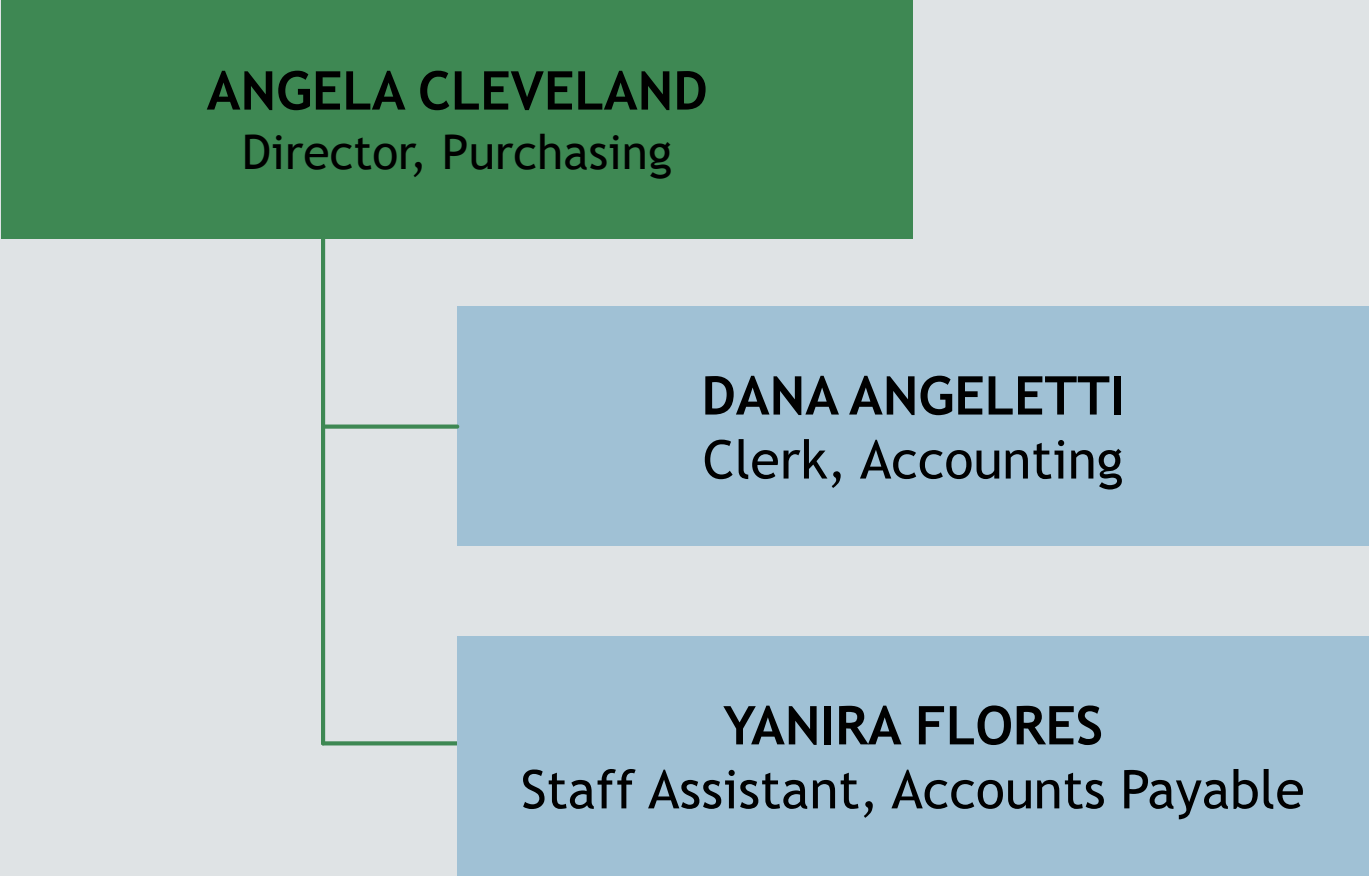 ANGELA CLEVELAND
Director, Purchasing
DANA ANGELETTI
Clerk, Accounting
YANIRA FLORES
Staff Assistant, Accounts Payable